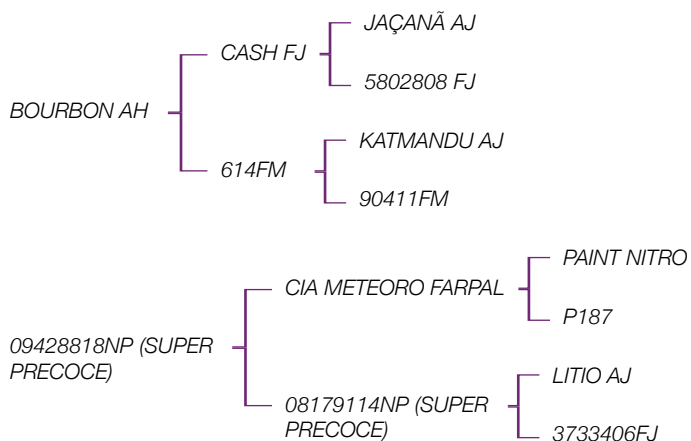 JAÇANÃ AJ
CASH FJ
5802808 FJ
BOURBON AH
KATMANDU AJ
614FM
90411FM
PAINT NITRO
CIA METEORO FARPAL
P187
09428818NP (SUPER
PRECOCE)
LITIO AJ
08179114NP (SUPER
PRECOCE)
3733406FJ